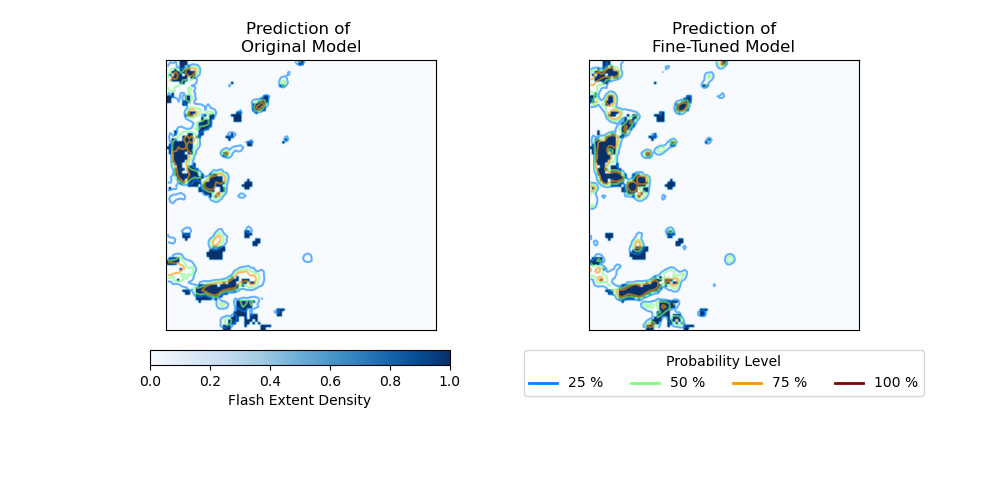 Prediction of
Original Model
Prediction of
Fine-Tuned Model
0.0 0.2 0.4 0.6 0.8 1.0
Flash Extent Density
Probability Level
25 % 50 % 75 % 100 %